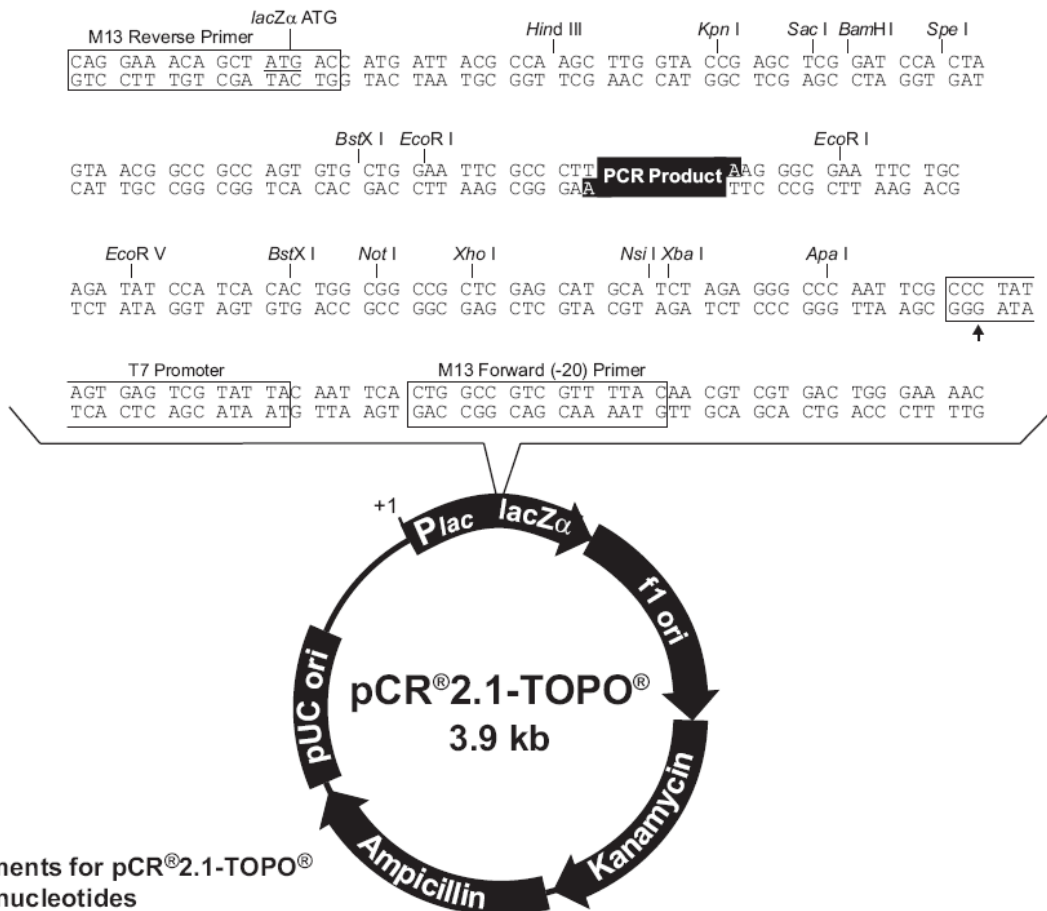 lacZα ATG
M13 Reverse Primer
Hind III Kpn I Sac I BamH I Spe I
CAG GAA ACA GCT ATG ACC ATG ATT ACG CCA AGC TTG GTA CCG AGC TCG GAT CCA CTA
GTC CTT TGT CGA TAC TGG TAC TAA TGC GGT TCG AAC CAT GGC TCG AGC CTA GGT GAT
BstX I EcoR I EcoR I
GTA ACG GCC GCC AGT GTG CTG GAA TTC GCC CTT PCR Product AAG GGC GAA TTC TGC
CAT TGC CGG CGG TCA CAC GAC CTT AAG CGG GAA TTC CCG CTT AAG ACG
EcoR V BstX I Not I Xho I Nsi I Xba I Apa I
AGA TAT CCA TCA CAC TGG CGG CCG CTC GAG CAT GCA TCT AGA GGG CCC AAT TCG CCC TAT
TCT ATA GGT AGT GTG ACC GCC GGC GAG CTC GTA CGT AGA TCT CCC GGG TTA AGC GGG ATA
T7 Promoter M13 Forward (-20) Primer
AGT GAG TCG TAT TAC AAT TCA CTG GCC GTC GTT TTA CAA CGT CGT GAC TGG GAA AAC
TCA CTC AGC ATA ATG TTA AGT GAC CGG CAG CAA AAT GTT GCA GCA CTG ACC CTT TTG
+1
Plac lacZα
f1 ori
pUC ori
pCR®2.1-TOPO®
3.9 kb
Kanamycin
Ampicillin
ments for pCR®2.1-TOPO®
nucleotides